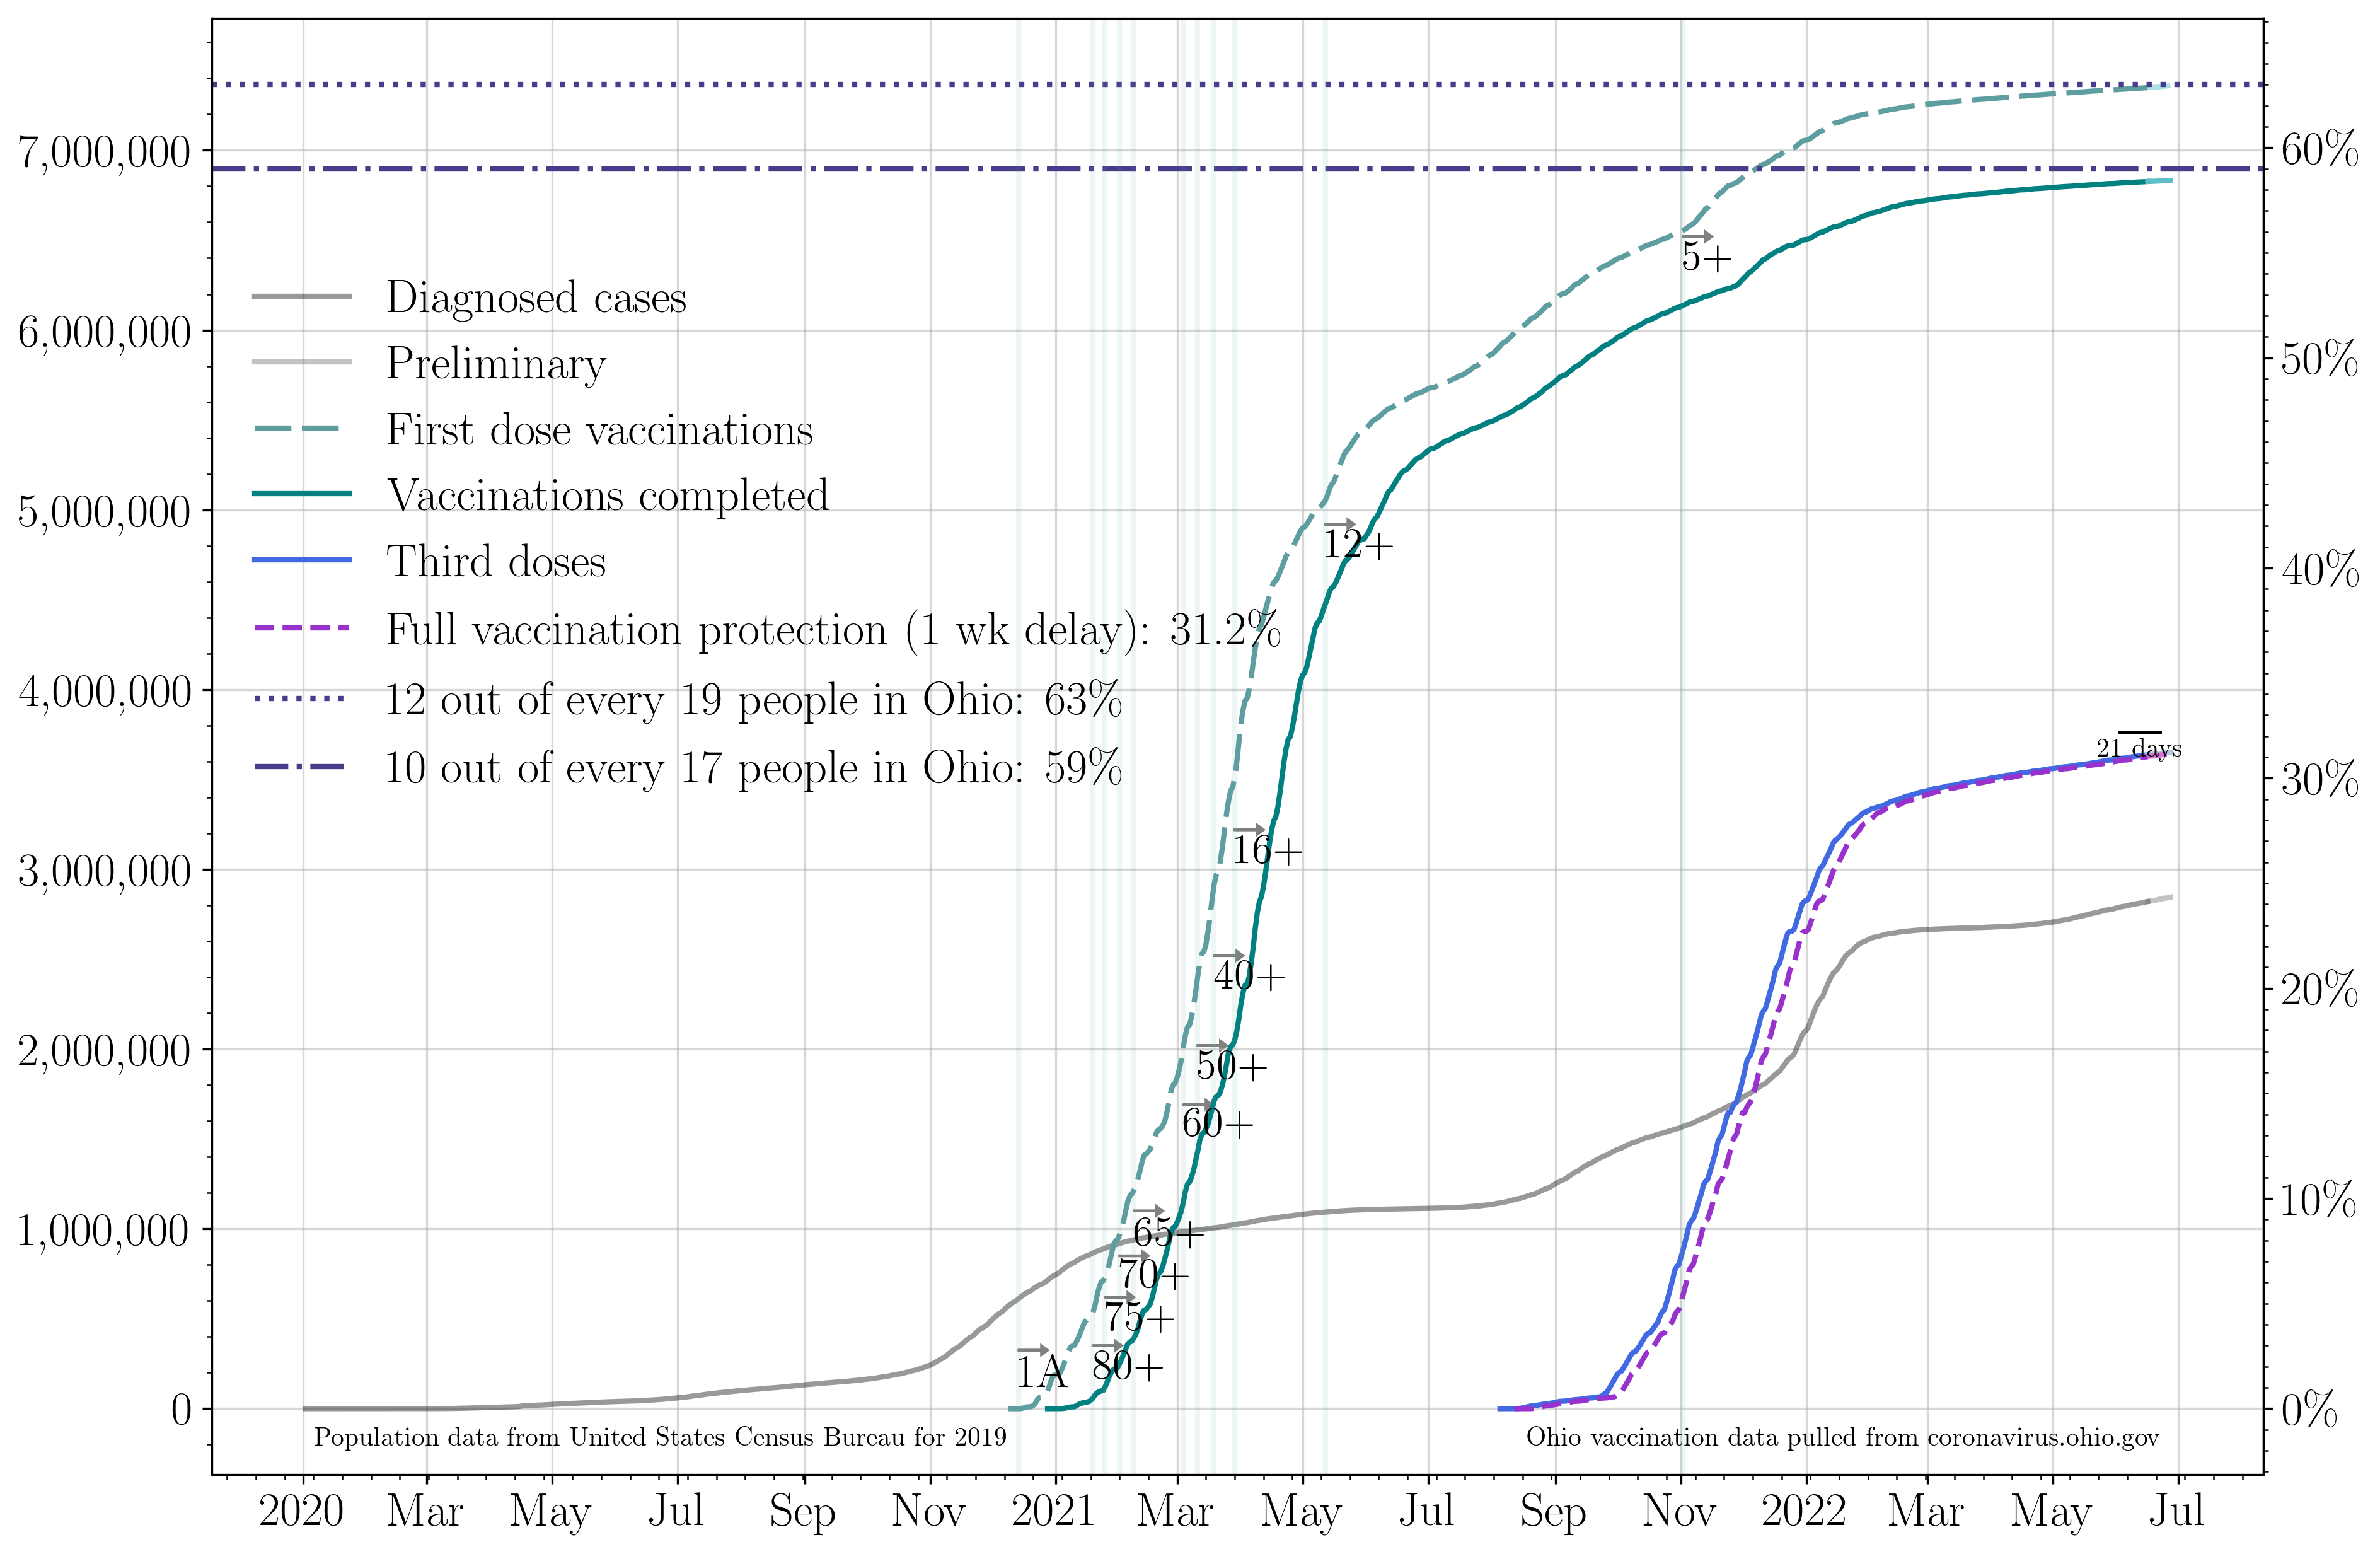 7,000,000
6,000,000
5,000,000
4,000,000
3,000,000
2,000,000
1,000,000
0
60%
50%
40%
30%
20%
10%
0%
Diagnosed cases
Preliminary
First dose vaccinations
Vaccinations completed
Third doses
Full vaccination protection (1 wk delay): 31.2%
12 out of every 19 people in Ohio: 63%
10 out of every 17 people in Ohio: 59%
5+
12+
16+
40+
50+
60+
65+
70+
75+
80+
1A
21 days
Population data from United States Census Bureau for 2019
Ohio vaccination data pulled from coronavirus.ohio.gov
2020 Mar May Jul Sep Nov 2021 Mar May Jul Sep Nov 2022 Mar May Jul